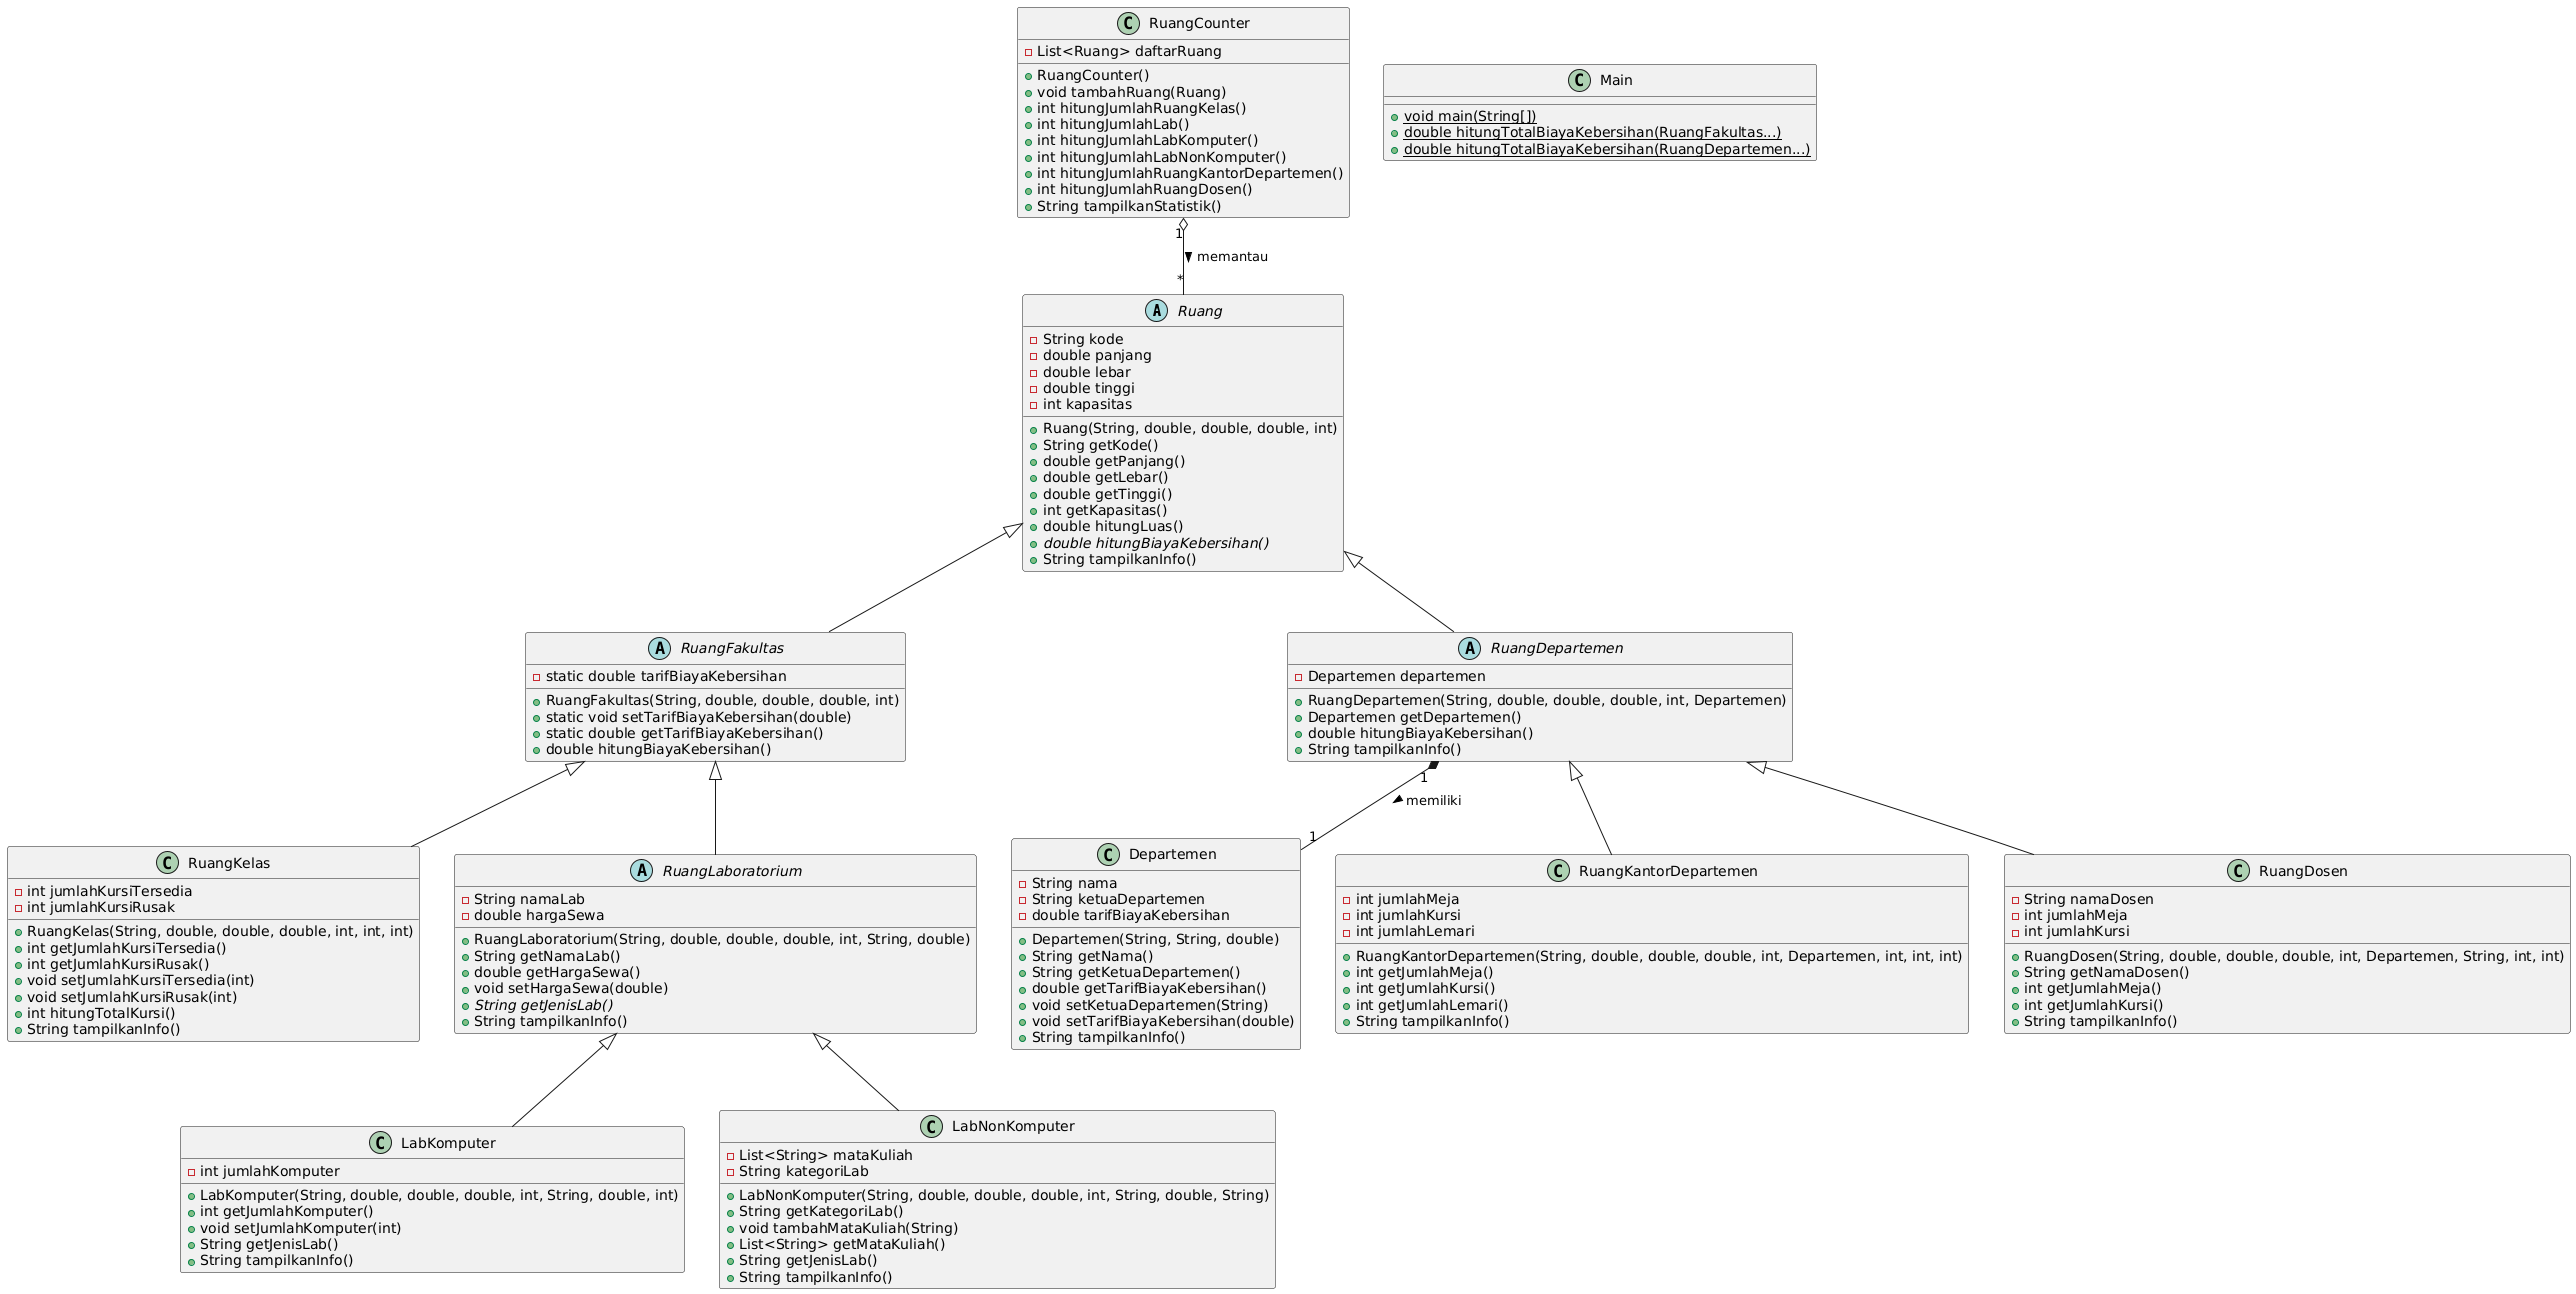 RuangCounter
List<Ruang> daftarRuang
RuangCounter()
void tambahRuang(Ruang)
int hitungJumlahRuangKelas()
int hitungJumlahLab()
int hitungJumlahLabKomputer()
int hitungJumlahLabNonKomputer()
int hitungJumlahRuangKantorDepartemen()
int hitungJumlahRuangDosen()
String tampilkanStatistik()
Main
void main(String[])
double hitungTotalBiayaKebersihan(RuangFakultas...)
double hitungTotalBiayaKebersihan(RuangDepartemen...)
1
memantau
*
Ruang
String kode
double panjang
double lebar
double tinggi
int kapasitas
Ruang(String, double, double, double, int)
String getKode()
double getPanjang()
double getLebar()
double getTinggi()
int getKapasitas()
double hitungLuas()
double hitungBiayaKebersihan()
String tampilkanInfo()
RuangFakultas
static double tarifBiayaKebersihan
RuangFakultas(String, double, double, double, int)
static void setTarifBiayaKebersihan(double)
static double getTarifBiayaKebersihan()
double hitungBiayaKebersihan()
RuangDepartemen
Departemen departemen
RuangDepartemen(String, double, double, double, int, Departemen)
Departemen getDepartemen()
double hitungBiayaKebersihan()
String tampilkanInfo()
1
memiliki
1
RuangKelas
int jumlahKursiTersedia
int jumlahKursiRusak
RuangKelas(String, double, double, double, int, int, int)
int getJumlahKursiTersedia()
int getJumlahKursiRusak()
void setJumlahKursiTersedia(int)
void setJumlahKursiRusak(int)
int hitungTotalKursi()
String tampilkanInfo()
RuangLaboratorium
String namaLab
double hargaSewa
RuangLaboratorium(String, double, double, double, int, String, double)
String getNamaLab()
double getHargaSewa()
void setHargaSewa(double)
String getJenisLab()
String tampilkanInfo()
Departemen
String nama
String ketuaDepartemen
double tarifBiayaKebersihan
Departemen(String, String, double)
String getNama()
String getKetuaDepartemen()
double getTarifBiayaKebersihan()
void setKetuaDepartemen(String)
void setTarifBiayaKebersihan(double)
String tampilkanInfo()
RuangKantorDepartemen
int jumlahMeja
int jumlahKursi
int jumlahLemari
RuangKantorDepartemen(String, double, double, double, int, Departemen, int, int, int)
int getJumlahMeja()
int getJumlahKursi()
int getJumlahLemari()
String tampilkanInfo()
RuangDosen
String namaDosen
int jumlahMeja
int jumlahKursi
RuangDosen(String, double, double, double, int, Departemen, String, int, int)
String getNamaDosen()
int getJumlahMeja()
int getJumlahKursi()
String tampilkanInfo()
LabKomputer
int jumlahKomputer
LabKomputer(String, double, double, double, int, String, double, int)
int getJumlahKomputer()
void setJumlahKomputer(int)
String getJenisLab()
String tampilkanInfo()
LabNonKomputer
List<String> mataKuliah
String kategoriLab
LabNonKomputer(String, double, double, double, int, String, double, String)
String getKategoriLab()
void tambahMataKuliah(String)
List<String> getMataKuliah()
String getJenisLab()
String tampilkanInfo()